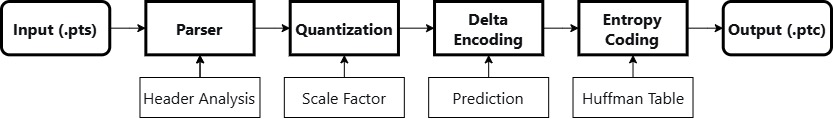 Input (.pts)
Parser
Quantization
Delta
Encoding
Entropy
Coding
Output (.ptc)
Header Analysis
Scale Factor
Prediction
Huffman Table